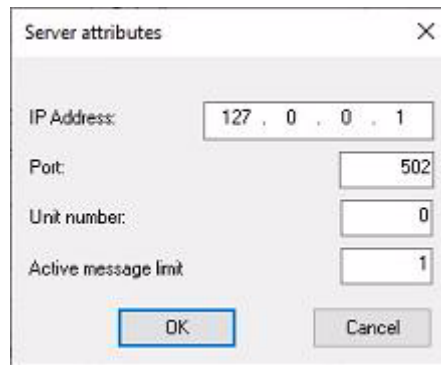 Server attributes
IP Address: 127 . 0 . 0 . 1
Port: 502
Unit number: 0
Active message limit 1
OK Cancel